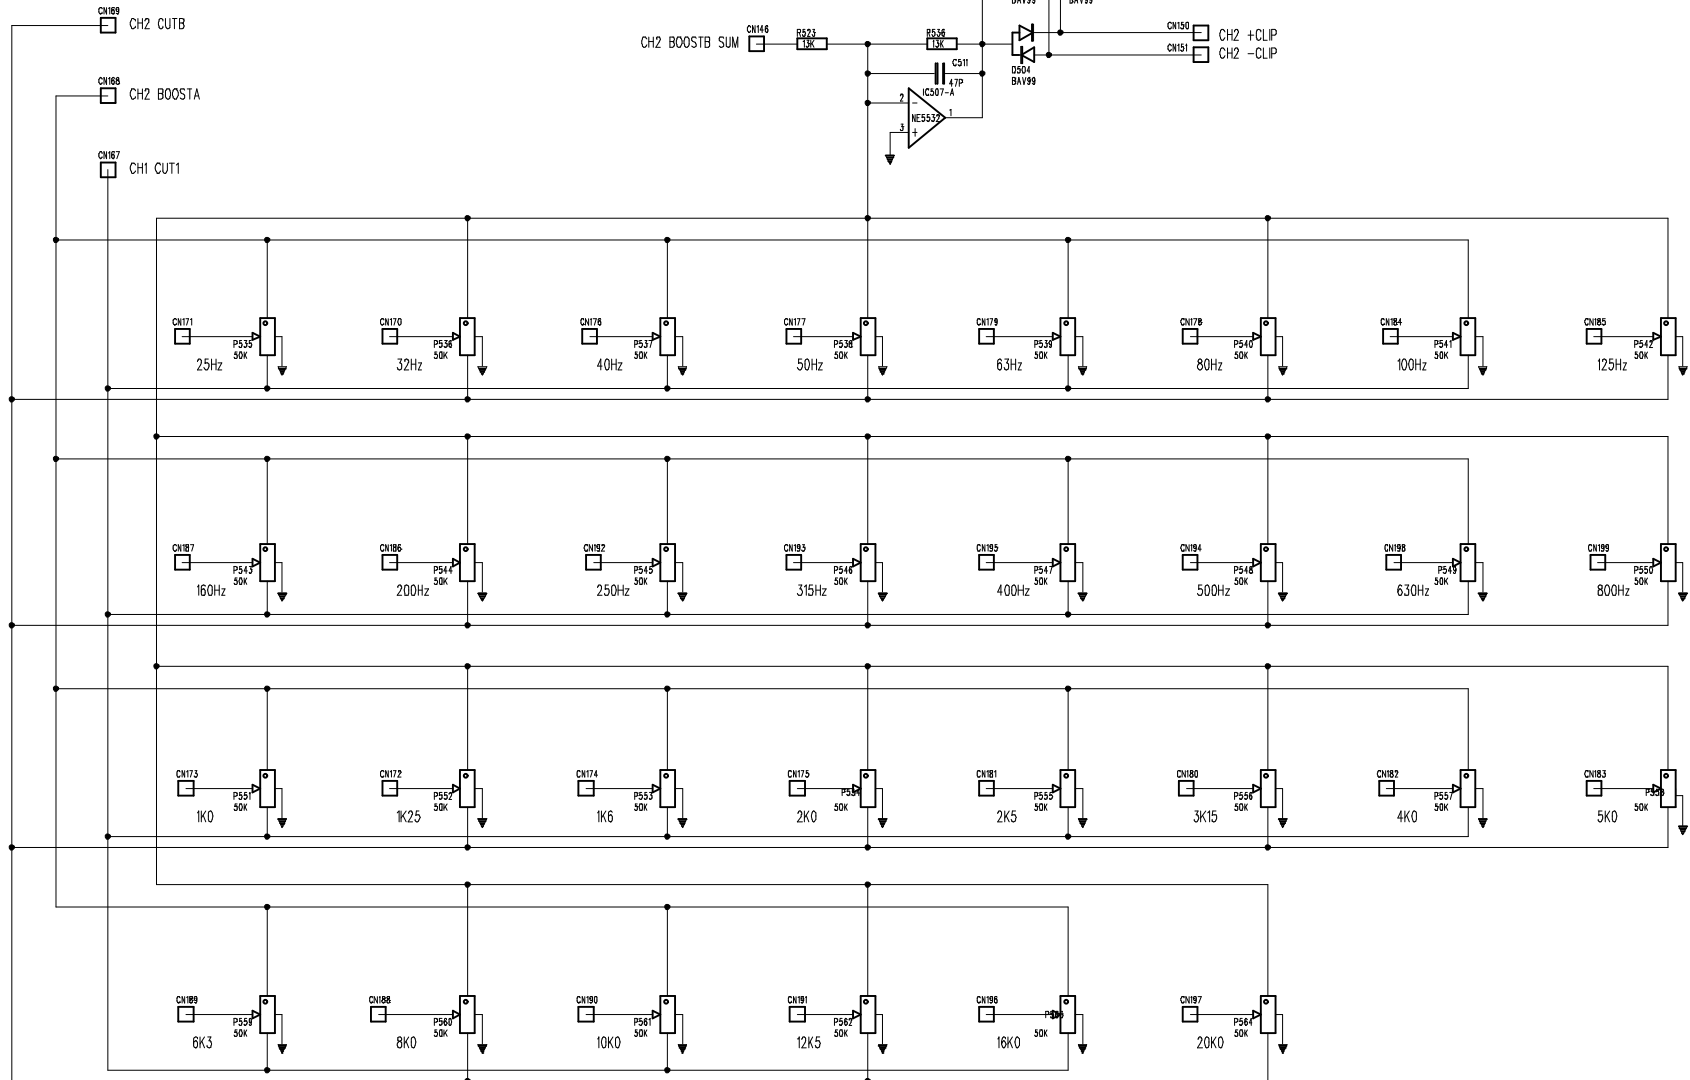 BAV99 BAV99
CN169
CH2 CUTB
CN146
CH2 BOOSTB SUM
R523
13K
R536
13K
CN150
CH2 +CLIP
CN151
CH2 -CLIP
D504
BAV99
C511
47P
IC507-A
2
-
NE5532
1
3
+
CN168
CH2 BOOSTA
CN167
CH1 CUT1
CN171 CN170 CN176 CN177 CN179 CN178 CN184 CN185
P535 P536 P537 P538 P539 P540 P541 P542
50K 50K 50K 50K 50K 50K 50K 50K
25Hz 32Hz 40Hz 50Hz 63Hz 80Hz 100Hz 125Hz
CN187 CN186 CN192 CN193 CN195 CN194 CN198 CN199
P543 P544 P545 P546 P547 P548 P549 P550
50K 50K 50K 50K 50K 50K 50K 50K
160Hz 200Hz 250Hz 315Hz 400Hz 500Hz 630Hz 800Hz
CN173 CN172 CN174 CN175 CN181 CN180 CN182 CN183
P551 P552 P553 P555 P556 P557
50K 50K 50K 50K 50K 50K 50K 50K
1K0 1K25 1K6 2K0 2K5 3K15 4K0 5K0
CN189 CN188 CN190 CN191 CN196 CN197
P559 P560 P561 P562 P564
50K 50K 50K 50K 50K 50K
6K3 8K0 10K0 12K5 16K0 20K0